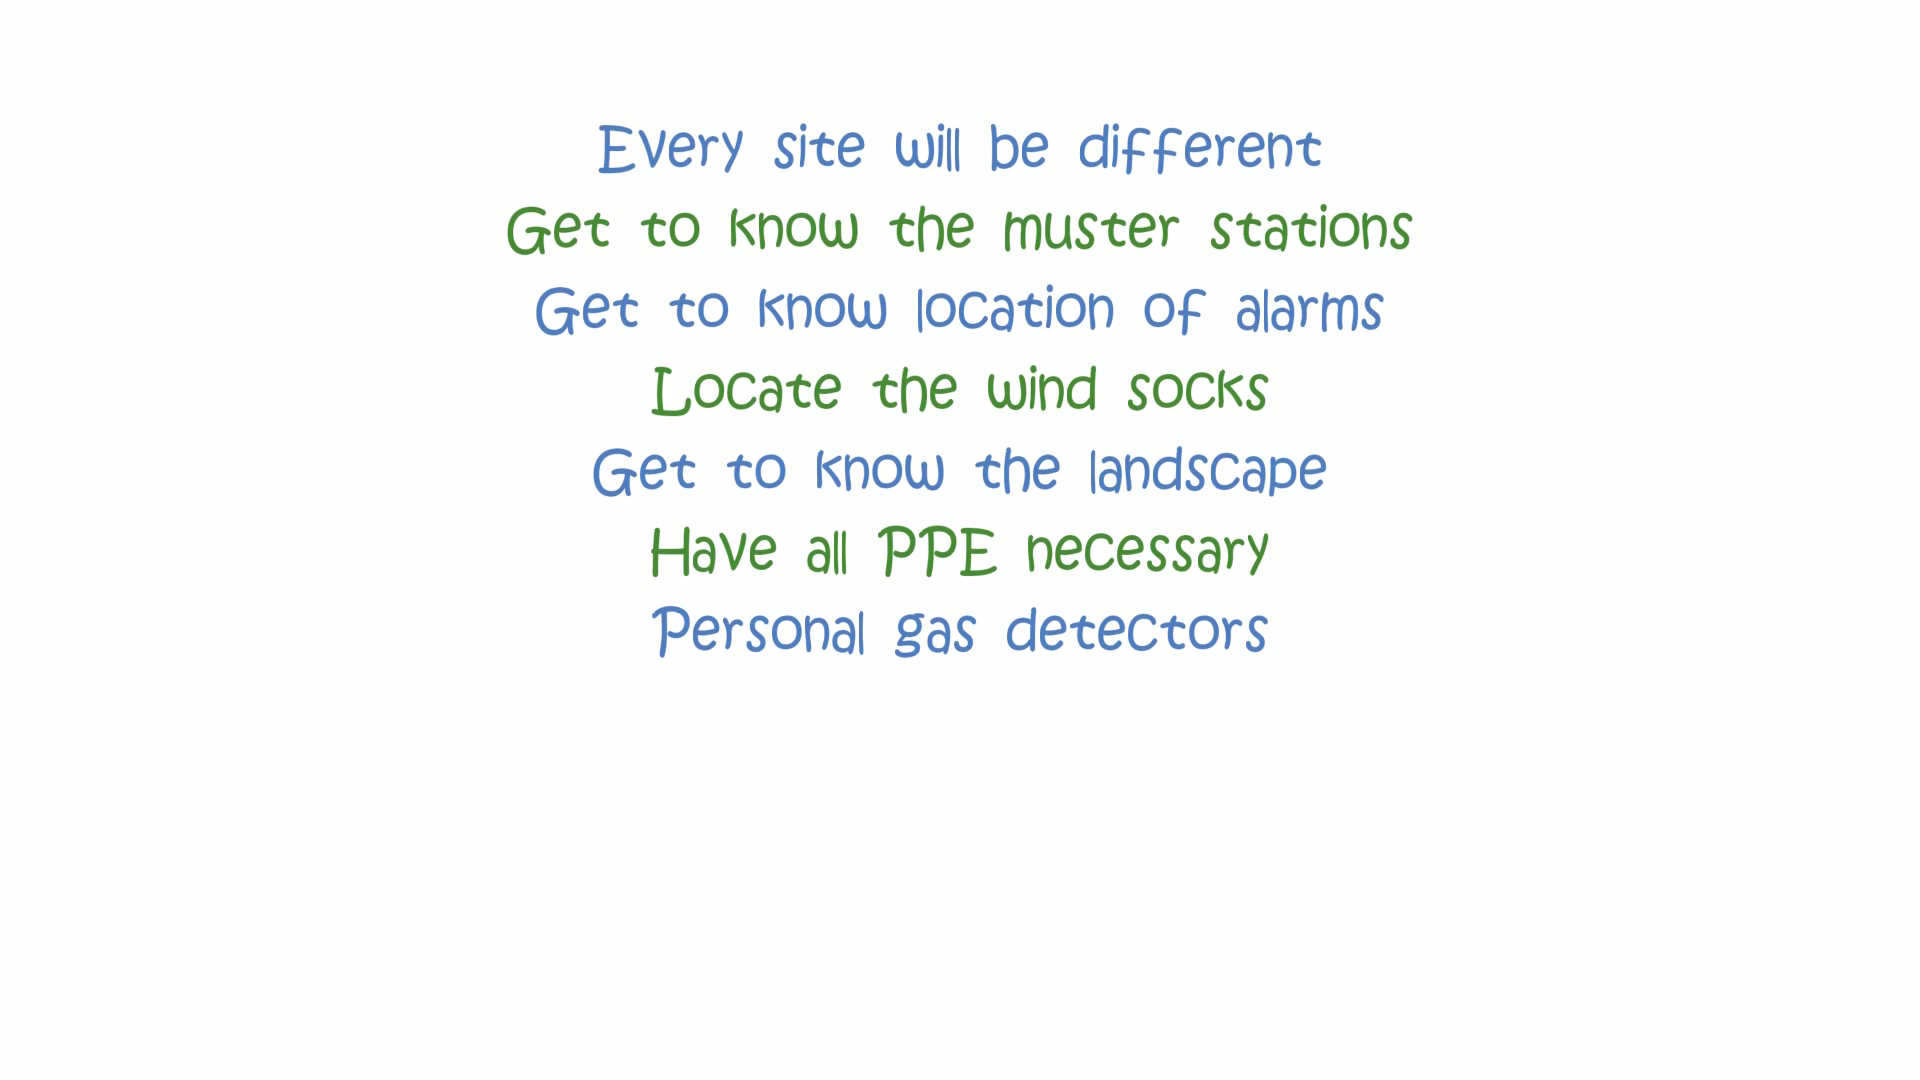 Every site will be different
Get to know the muster stations
Get to know location of alarms
Locate the wind socks
Get to know the landscape
Have all PPE necessary
Personal gas detectors